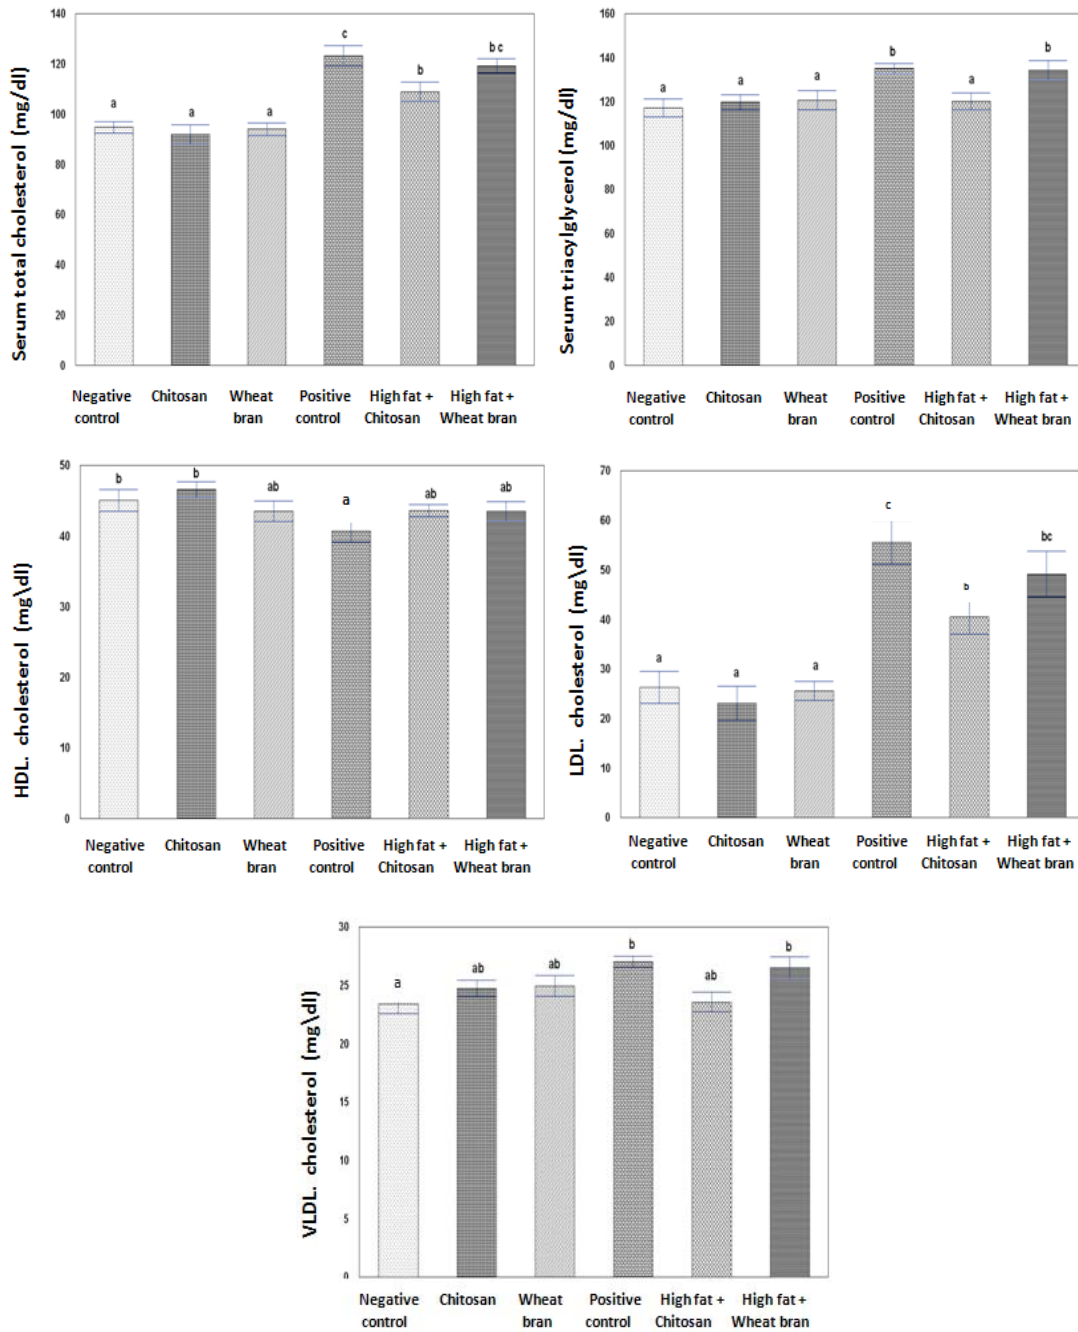 Serum total cholesterol (mg/dl)
140
120
100
80
60
40
20
0
a
a
a
c
b
b c
Negative control
Chitosan
Wheat bran
Positive control
High fat + Chitosan
High fat + Wheat bran
Serum triacylglycerol (mg/dl)
160
140
120
100
80
60
40
20
0
a
a
a
b
a
b
Negative control
Chitosan
Wheat bran
Positive control
High fat + Chitosan
High fat + Wheat bran
HDL. cholesterol (mg\dl)
50
40
30
20
10
0
b
b
ab
a
ab
ab
Negative control
Chitosan
Wheat bran
Positive control
High fat + Chitosan
High fat + Wheat bran
LDL. cholesterol (mg\dl)
70
60
50
40
30
20
10
0
a
a
a
c
b
bc
Negative control
Chitosan
Wheat bran
Positive control
High fat + Chitosan
High fat + Wheat bran
VLDL. cholesterol (mg\dl)
30
25
20
15
10
5
0
a
ab
ab
b
ab
b
Negative control
Chitosan
Wheat bran
Positive control
High fat + Chitosan
High fat + Wheat bran